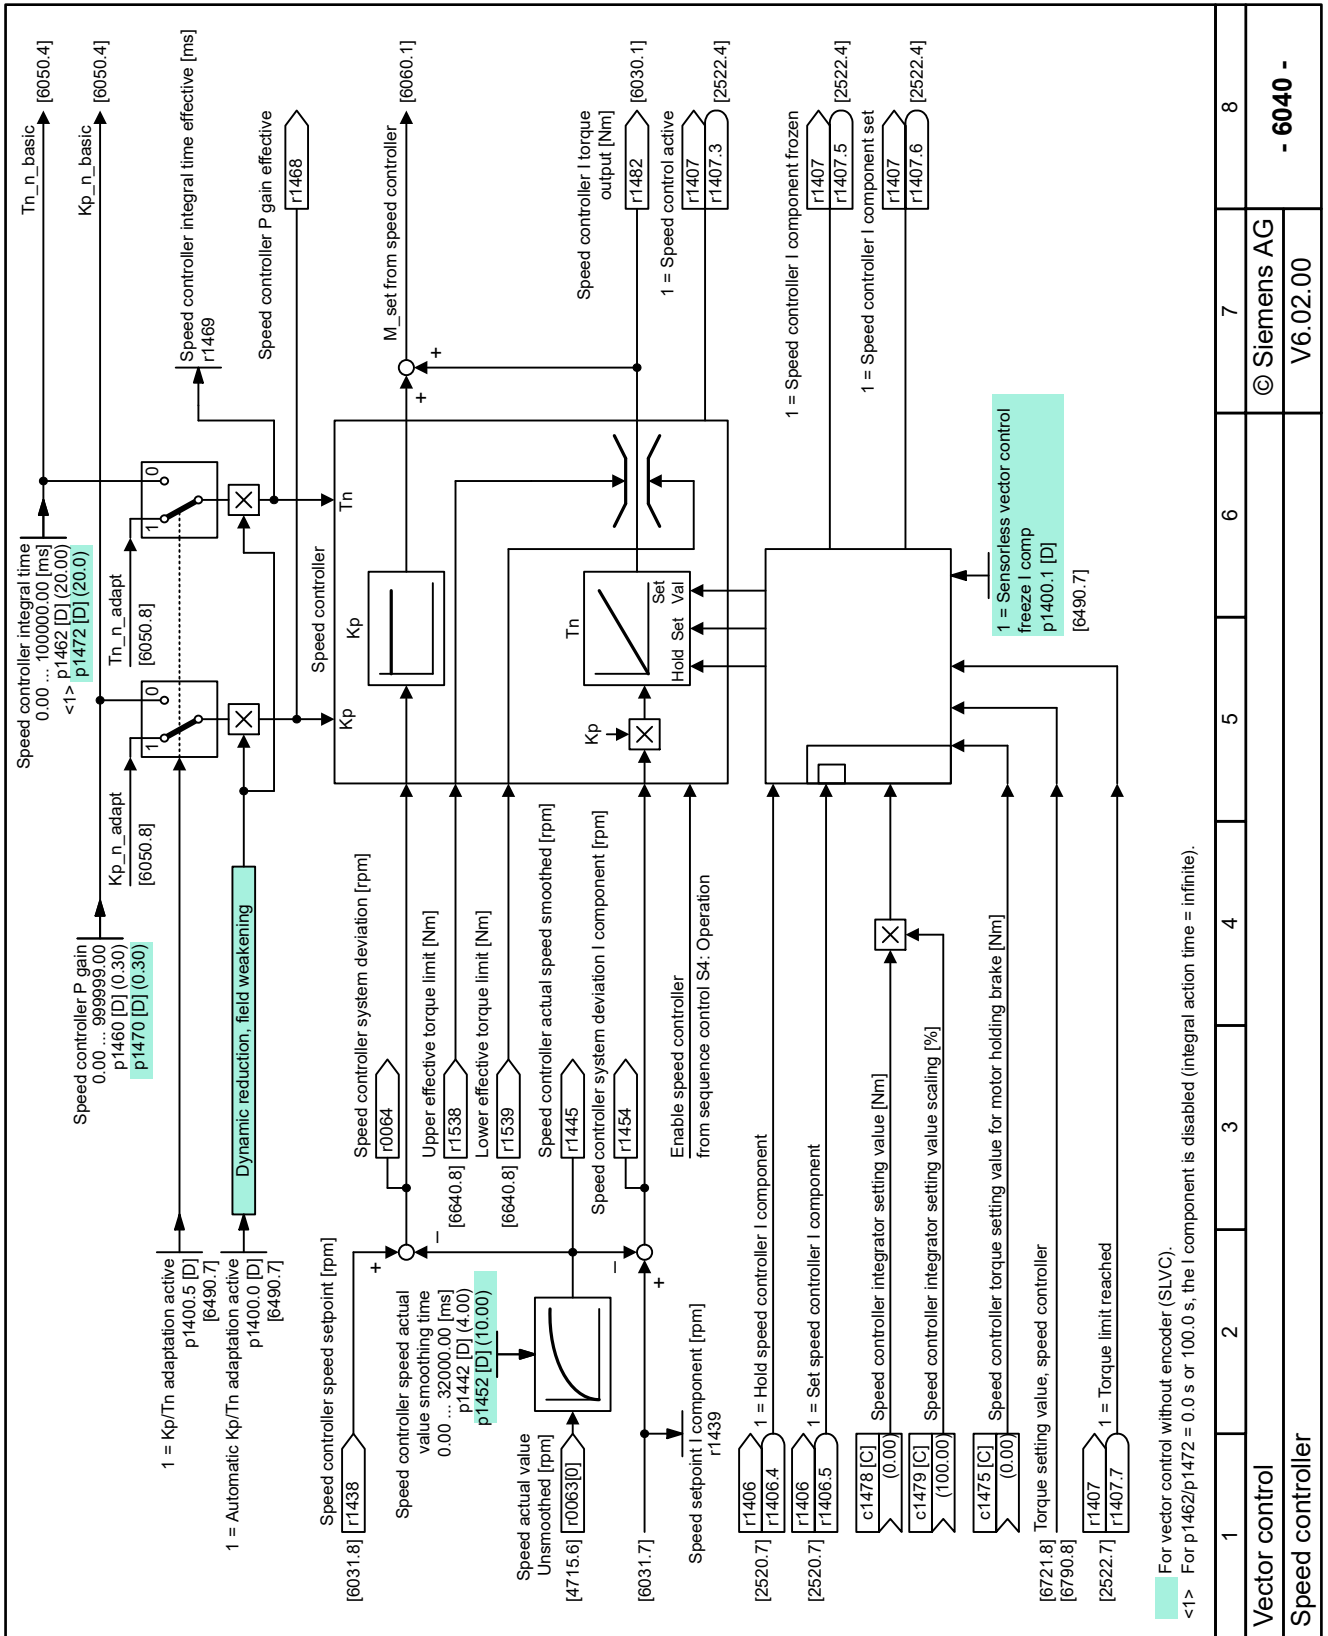 Speed controller integral time
0.00 ... 100000.00 [ms]
p1462 [D] (20.00)
<1> p1472 [D] (20.0)
Tn_n_basic
[6050.4]
Kp_n_basic
[6050.4]
Speed controller P gain
0.00 ... 999999.00
p1460 [D] (0.30)
p1470 [D] (0.30)
Kp_n_adapt
[6050.8]
Tn_n_adapt
[6050.8]
1
0
1
0
1 = Kp/Tn adaptation active
p1400.5 [D]
[6490.7]
1 = Automatic Kp/Tn adaptation active
p1400.0 [D]
[6490.7]
Dynamic reduction, field weakening
Speed controller integral time effective [ms]
r1469
Speed controller P gain effective
r1468
Speed controller speed setpoint [rpm]
[6031.8]
r1438
+
–
Speed controller system deviation [rpm]
r0064
Upper effective torque limit [Nm]
[6640.8]
r1538
Lower effective torque limit [Nm]
[6640.8]
r1539
Speed controller actual speed smoothed [rpm]
r1445
Speed controller system deviation I component [rpm]
r1454
Enable speed controller
from sequence control S4: Operation
Speed controller speed actual
value smoothing time
0.00 ... 32000.00 [ms]
p1442 [D] (4.00)
p1452 [D] (10.00)
Speed actual value
Unsmoothed [rpm]
[4715.6]
r0063[0]
–
+
[6031.7]
Speed setpoint I component [rpm]
r1439
Speed controller
Kp
Tn
Kp
Tn
Kp
Hold
Set
Set
Val
+
+
M_set from speed controller
[6060.1]
Speed controller I torque
output [Nm]
r1482
[6030.1]
1 = Speed control active
r1407
r1407.3
[2522.4]
1 = Speed controller I component frozen
r1407
r1407.5
[2522.4]
1 = Speed controller I component set
r1407
r1407.6
[2522.4]
1 = Sensorless vector control
freeze I comp
p1400.1 [D]
[6490.7]
1 = Hold speed controller I component
[2520.7]
r1406
r1406.4
1 = Set speed controller I component
[2520.7]
r1406
r1406.5
Speed controller integrator setting value [Nm]
c1478 [C]
(0.00)
Speed controller integrator setting value scaling [%]
c1479 [C]
(100.00)
Speed controller torque setting value for motor holding brake [Nm]
c1475 [C]
(0.00)
[6721.8] Torque setting value, speed controller
[6790.8]
1 = Torque limit reached
[2522.7]
r1407
r1407.7
For vector control without encoder (SLVC).
<1> For p1462/p1472 = 0.0 s or 100.0 s, the I component is disabled (integral action time = infinite).
1
2
3
4
5
6
7
8
Vector control
© Siemens AG
- 6040 -
Speed controller
V6.02.00